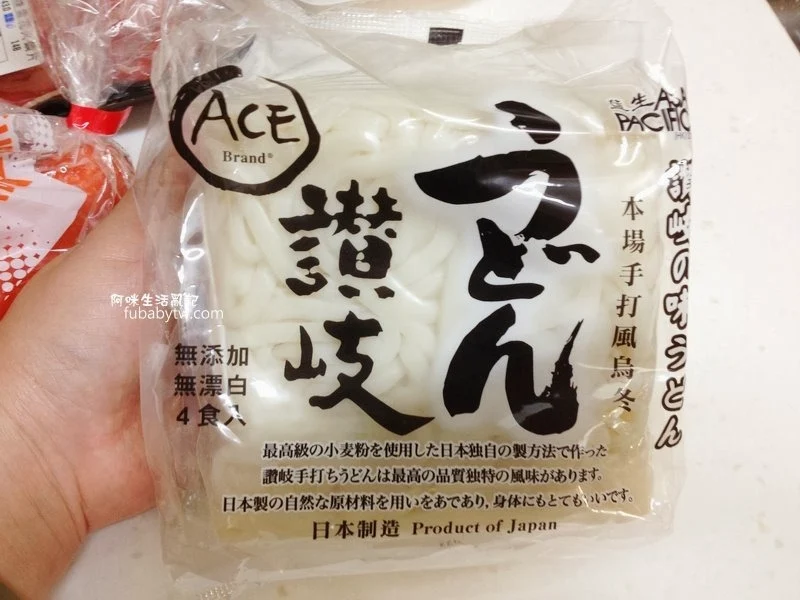 ACE
Brand®
うどん
讃岐
PACIFIC
本場手打風烏冬
讃岐の味うどん
阿咪生活亂記
fubabytw.com
無添加
無漂白
4食入
最高級の小麦粉を使用した日本独自の製方法で作った
讃岐手打ちうどんは最高の品質独特の風味があります。
日本製の自然な原材料を用いをあであり,身体にもとてもいいです。
日本制造 Product of Japan